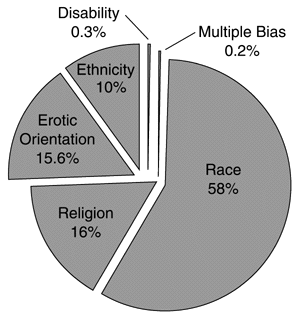 Disability
0.3%
Multiple Bias
0.2%
Ethnicity
10%
Erotic
Orientation
15.6%
Race
58%
Religion
16%